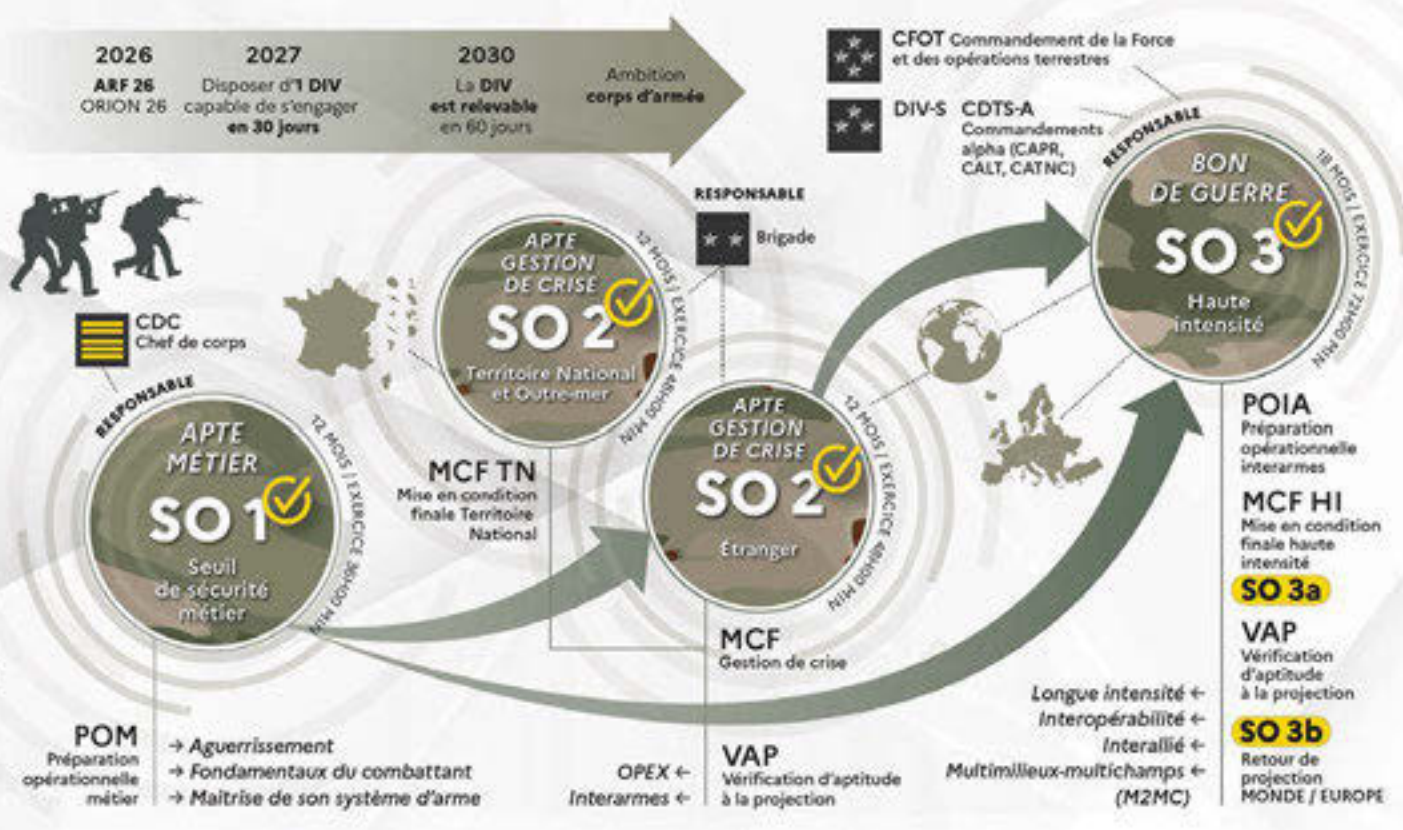 2026
ARF 26
ORION 26
2027
Disposer d'1 DIV
capable de s'engager
en 30 jours
2030
La DIV
est relevable
en 60 jours
Ambition
corps d'armée
CFOT Commandement de la Force
et des opérations terrestres
DIV-S CDTS-A
Commandements
alpha (CAPR,
CALT, CATNC)
RESPONSABLE
BON
DE GUERRE
SO 3
Haute
intensité
18 MOIS / EXERCICE 72H00 MIN
RESPONSABLE
Brigade
APTE
GESTION
DE CRISE
SO 2
Territoire National
et Outre-mer
12 MOIS / EXERCICE 48H00 MIN
CDC
Chef de corps
RESPONSABLE
APTE
MÉTIER
SO 1
Seuil
de sécurité
métier
12 MOIS / EXERCICE 36H00 MIN
MCF TN
Mise en condition
finale Territoire
National
APTE
GESTION
DE CRISE
SO 2
Étranger
12 MOIS / EXERCICE 48H00 MIN
MCF
Gestion de crise
POIA
Préparation
opérationnelle
interarmes
MCF HI
Mise en condition
finale haute
intensité
SO 3a
VAP
Vérification
d'aptitude
à la projection
SO 3b
Retour de
projection
MONDE / EUROPE
POM
Préparation
opérationnelle
métier
→ Aguerrissement
→ Fondamentaux du combattant
→ Maîtrise de son système d'arme
OPEX ←
Interarmes ←
VAP
Vérification d'aptitude
à la projection
Longue intensité ←
Interopérabilité ←
Interallié ←
Multimilieux-multichamps ←
(M2MC)